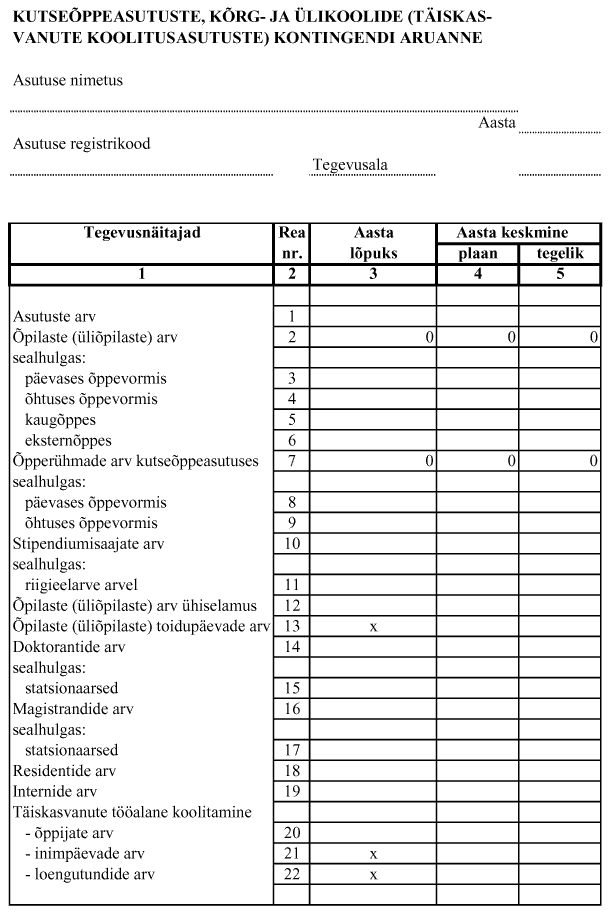 KUTSEÕPPEASUTUSTE, KÕRG- JA ÜLIKOOLIDE (TÄISKAS-
VANUTE KOOLITUSASUTUSTE) KONTINGENDI ARUANNE
Asutuse nimetus
Aasta
Asutuse registrikood
Tegevusala
Tegevusnäitajad Rea Aasta Aasta keskmine
nr. lõpuks plaan tegelik
1 2 3 4 5
Asutuste arv 1
Õpilaste (üliõpilaste) arv 2 0 0 0
sealhulgas:
päevases õppevormis 3
õhtuses õppevormis 4
kaugõppes 5
eksternõppes 6
Õpperühmade arv kutseõppeasutuses 7 0 0 0
sealhulgas:
päevases õppevormis 8
õhtuses õppevormis 9
Stipendiumisaajate arv 10
sealhulgas:
riigieelarve arvel 11
Õpilaste (üliõpilaste) arv ühiselamus 12
Õpilaste (üliõpilaste) toidupäevade arv 13 x
Doktorantide arv 14
sealhulgas:
statsionaarsed 15
Magistrandide arv 16
sealhulgas:
statsionaarsed 17
Residentide arv 18
Internide arv 19
Täiskasvanute tööalane koolitamine
- õppijate arv 20
- inimpäevade arv 21 x
- loengutundide arv 22 x